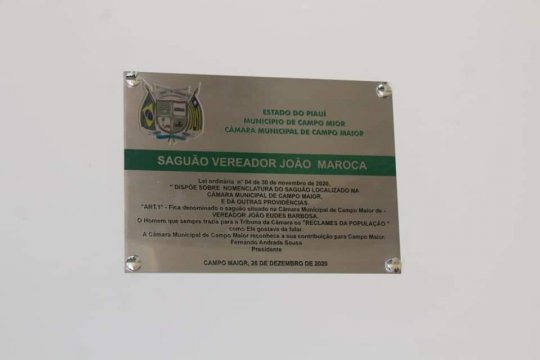 ESTADO DO PIAUÍ
MUNICIPIO DE CAMPO MIOR
CÂMARA MUNICIPAL DE CAMPO MAIOR
SAGUÃO VEREADOR JOÃO MAROCA
Lei ordinária n° 04 de 30 de novembro de 2020,
" DISPÕE SOBRE NOMENCLATURA DO SAGUÃO LOCALIZADO NA
CÂMARA MUNICIPAL DE CAMPO MAIOR,
E DÁ OUTRAS PROVIDÊNCIAS.
"ART.1° - Fica denominado o saguão situado na Câmara Municipal de Campo Maior de -
VEREADOR JOÃO EUDES BARBOSA.
O Homem que sempre trazia para a Tribuna da Câmara os "RECLAMES DA POPULAÇÃO "
como Ele gostava de falar.
A Câmara Municipal de Campo Maior reconhece a sua contribuição para Campo Maior.
Fernando Andrade Sousa
Presidente
CAMPO MAIOR, 28 DE DEZEMBRO DE 2020